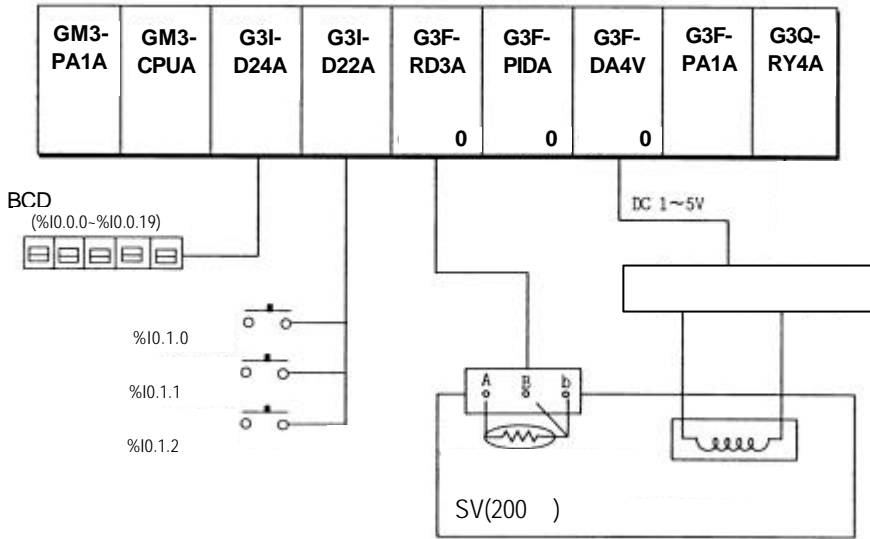 GM3-
PA1A
GM3-
CPUA
G3I-
D24A
G3I-
D22A
G3F-
RD3A
0
G3F-
PIDA
0
G3F-
DA4V
0
G3F-
PA1A
G3Q-
RY4A
BCD
(%I0.0.0~%I0.0.19)
DC 1~5V
%I0.1.0
%I0.1.1
%I0.1.2
A B b
SV(200 )